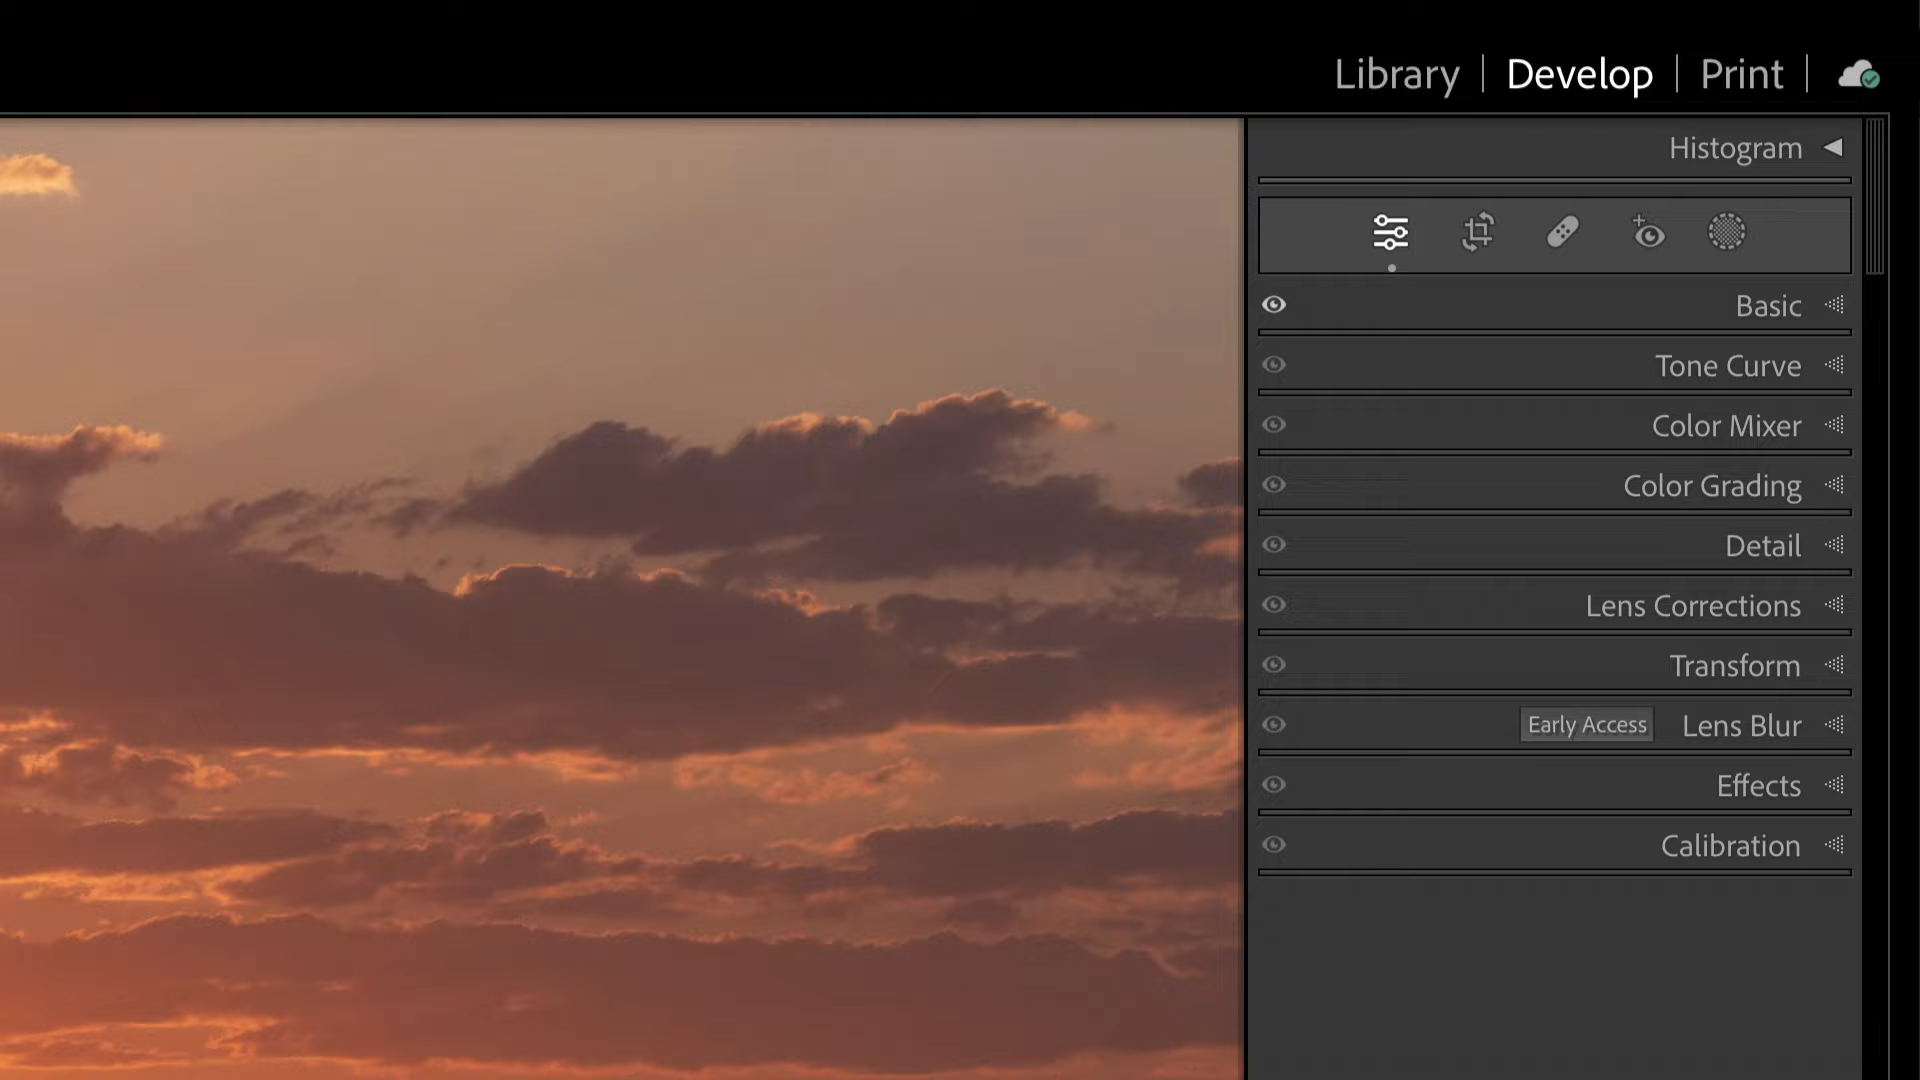 Library | Develop | Print |
Histogram
Basic
Tone Curve
Color Mixer
Color Grading
Detail
Lens Corrections
Transform
Early Access Lens Blur
Effects
Calibration